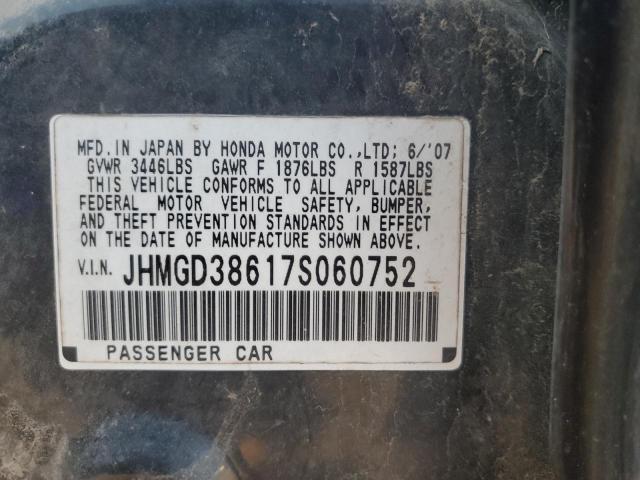 MFD. IN JAPAN BY HONDA MOTOR CO.,LTD; 6/'07
GVWR 3446LBS GAWR F 1876LBS R 1587LBS
THIS VEHICLE CONFORMS TO ALL APPLICABLE
FEDERAL MOTOR VEHICLE SAFETY, BUMPER,
AND THEFT PREVENTION STANDARDS IN EFFECT
ON THE DATE OF MANUFACTURE SHOWN ABOVE.
V.I.N. JHMGD38617S060752
PASSENGER CAR